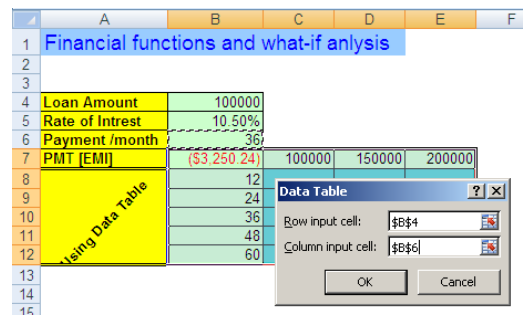 A B C D E F
1 Financial functions and what-if anlysis
2
3
4 Loan Amount 100000
5 Rate of Intrest 10.50%
6 Payment /month 36
7 PMT [EMI] ($3,250.24) 100000 150000 200000
8 12
9 24
10 36
11 48
12 60
Using Data Table
13
14
15
Data Table ? X
Row input cell: $B$4
Column input cell: $B$6
OK Cancel